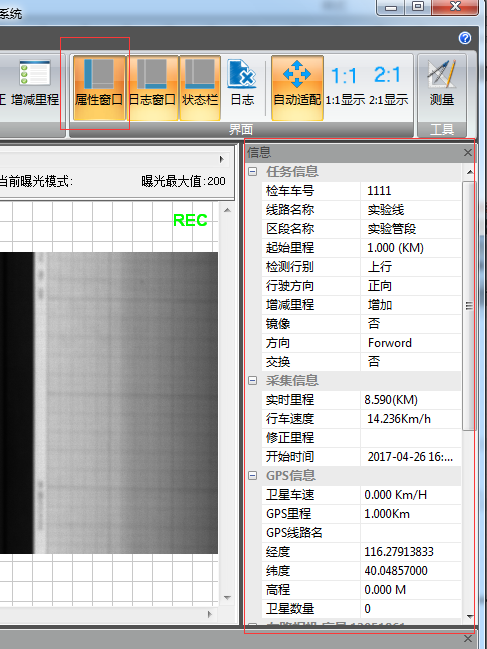 系统
正 增减里程 属性窗口 日志窗口 状态栏 日志 自动适配 1:1 1:1显示 2:1 2:1显示 测量
界面 工具
信息
当前曝光模式: 曝光最大值:200
REC
任务信息
检车车号 1111
线路名称 实验线
区段名称 实验管段
起始里程 1.000 (KM)
检测行别 上行
行驶方向 正向
增减里程 增加
镜像 否
方向 Forword
交换 否
采集信息
实时里程 8.590(KM)
行车速度 14.236Km/h
修正里程
开始时间 2017-04-26 16:...
GPS信息
卫星车速 0.000 Km/H
GPS里程 1.000Km
GPS线路名
经度 116.27913833
纬度 40.04857000
高程 0.000 M
卫星数量 0